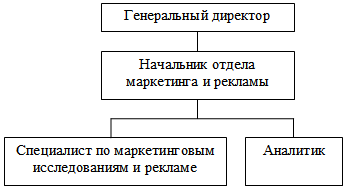 Генеральный директор
Начальник отдела
маркетинга и рекламы
Специалист по маркетинговым
исследованиям и рекламе
Аналитик